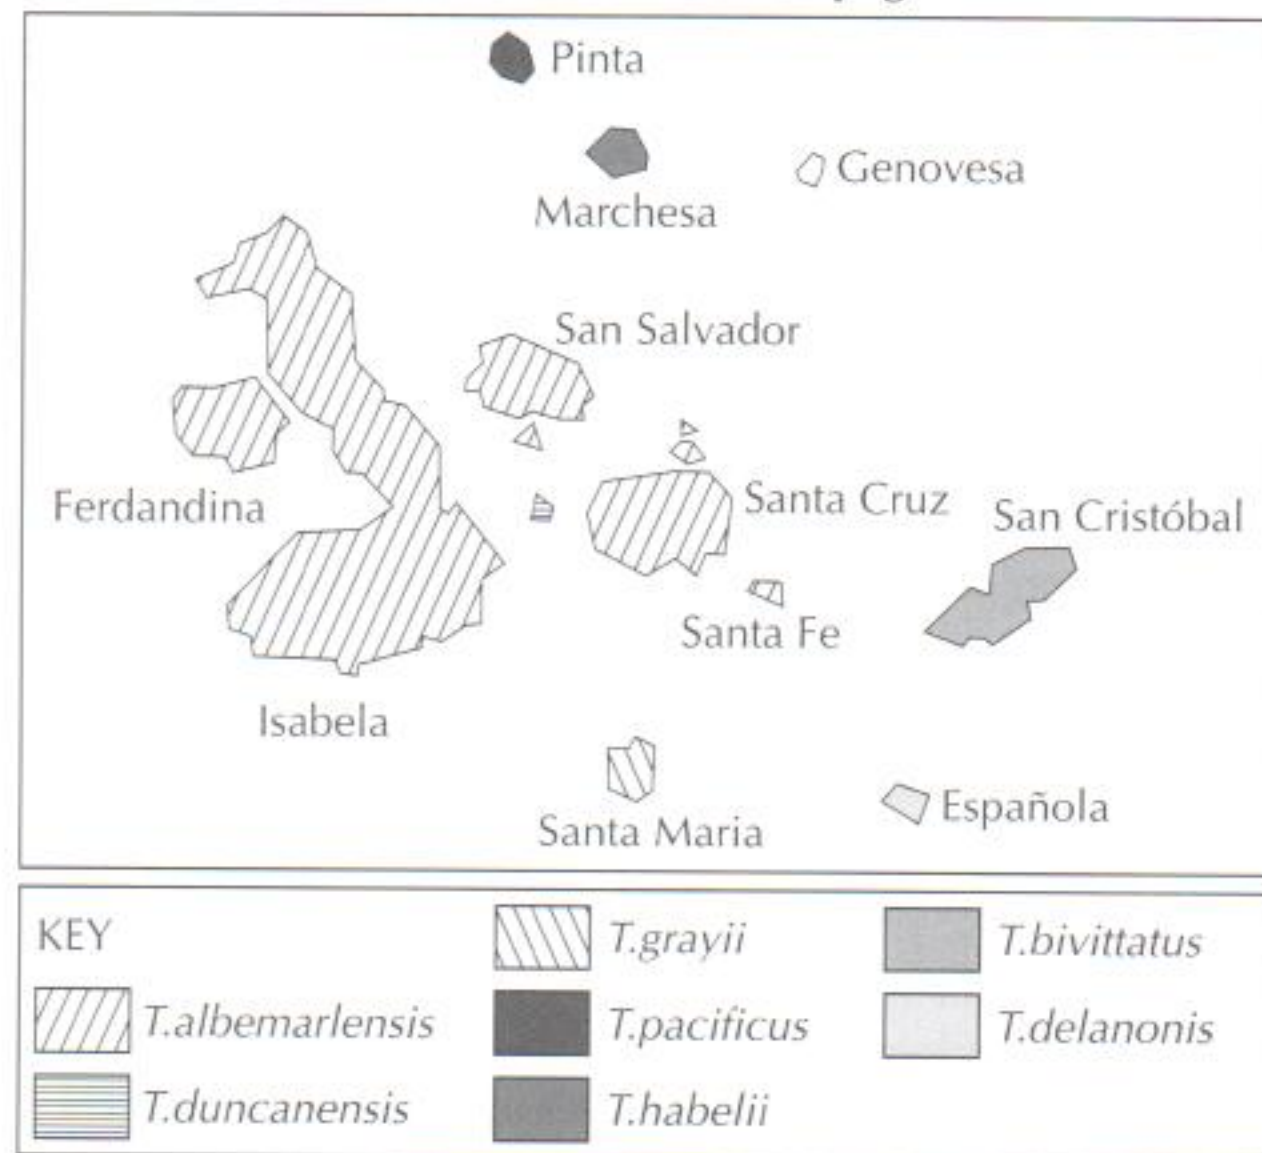 Pinta
Genovesa
Marchesa
San Salvador
Ferdandina
Santa Cruz
San Cristóbal
Santa Fe
Isabela
Santa Maria
Española
KEY
T.albemarlensis
T.duncanensis
T.grayii
T.pacificus
T.habelii
T.bivittatus
T.delanonis